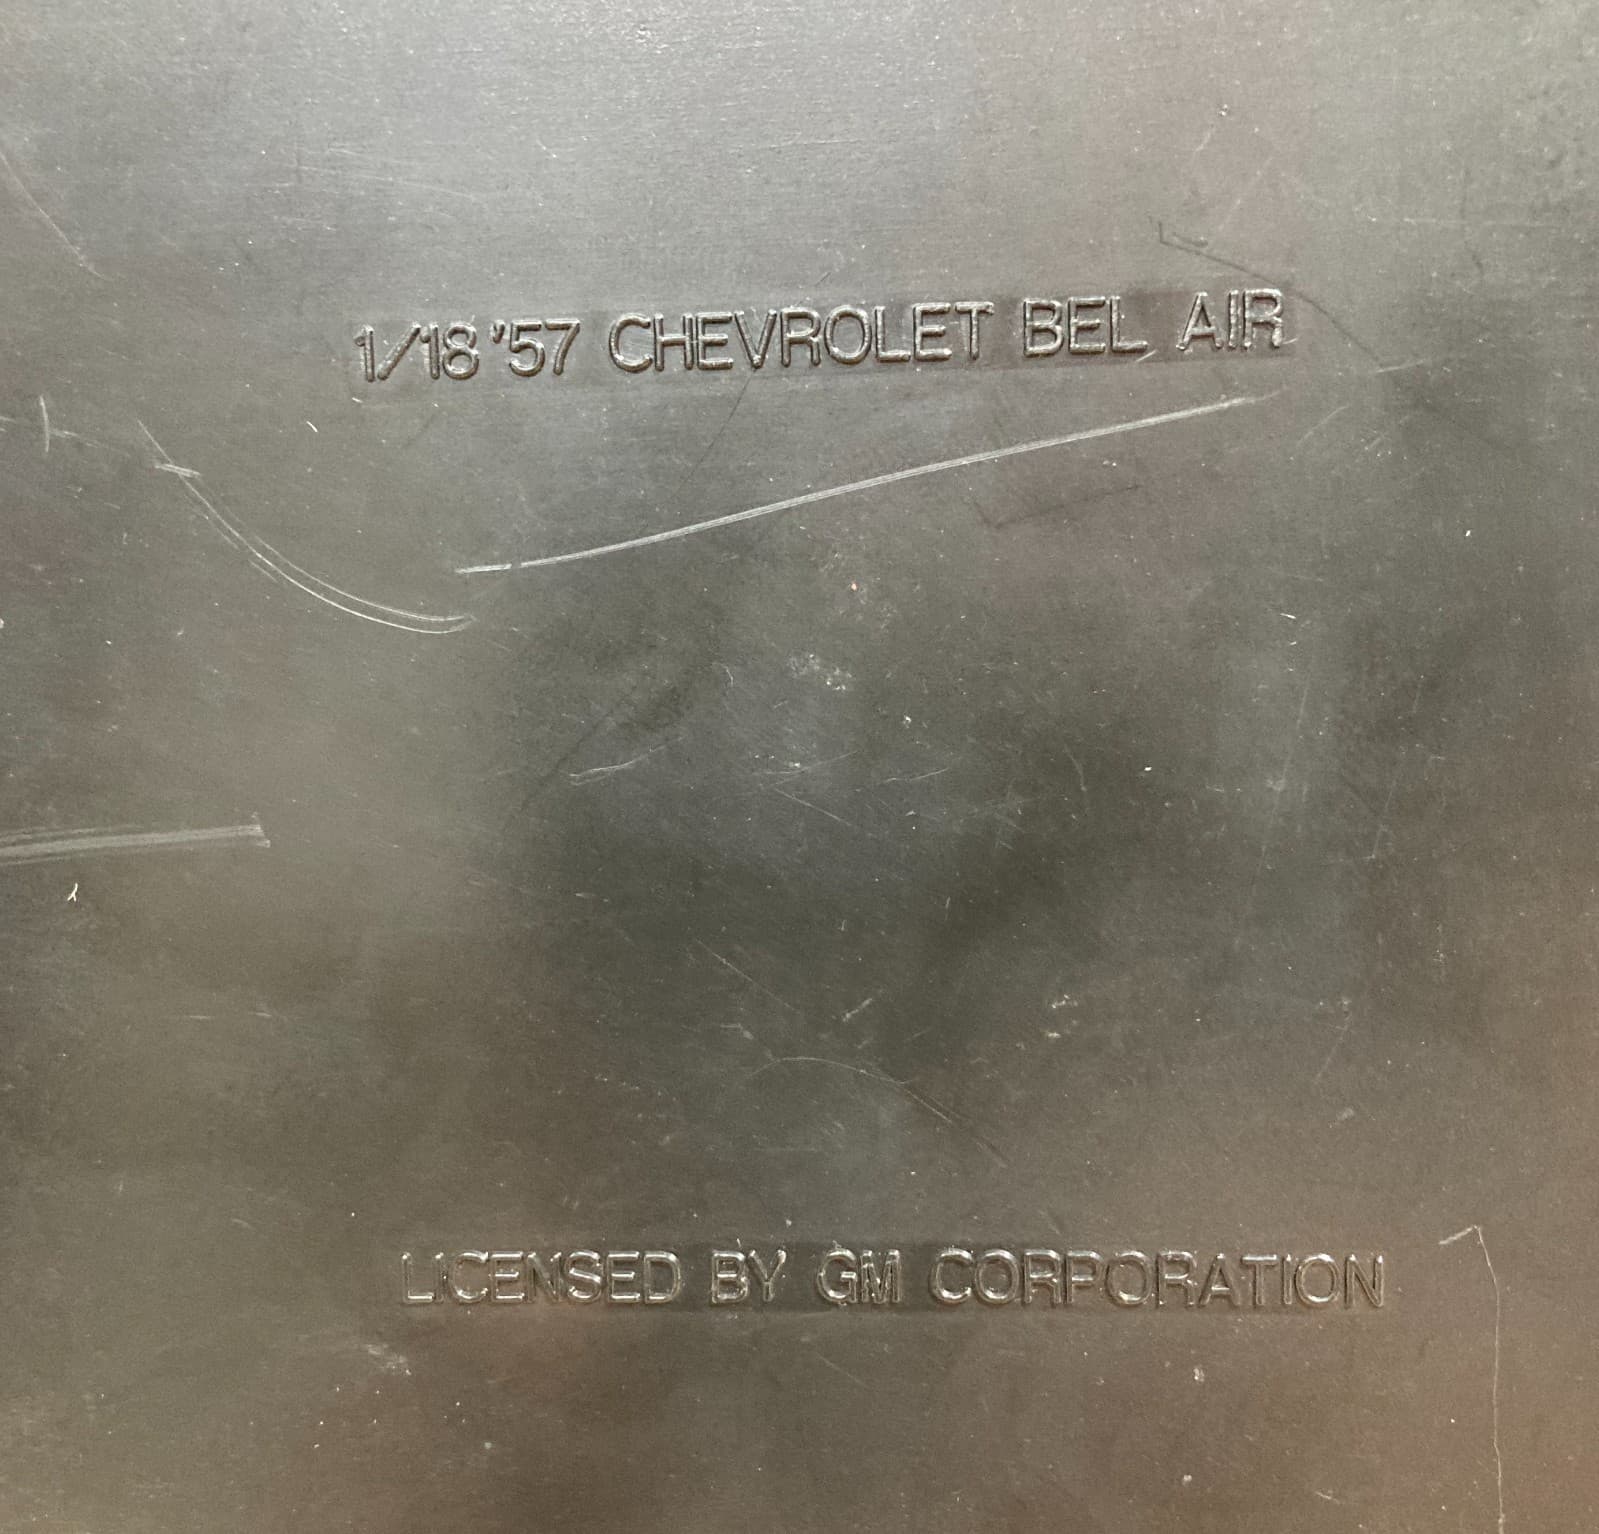 1/18 '57 CHEVROLET BEL AIR
LICENSED BY GM CORPORATION